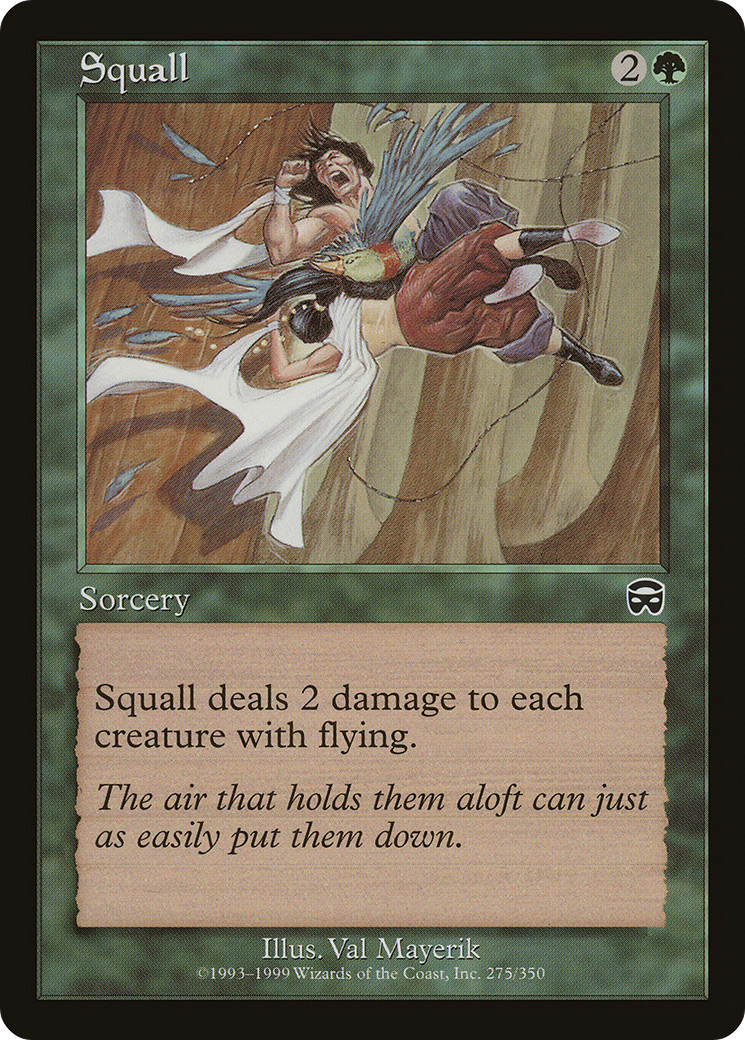 Squall
2
Sorcery
Squall deals 2 damage to each
creature with flying.
The air that holds them aloft can just
as easily put them down.
Illus. Val Mayerik
©1993–1999 Wizards of the Coast, Inc. 275/350